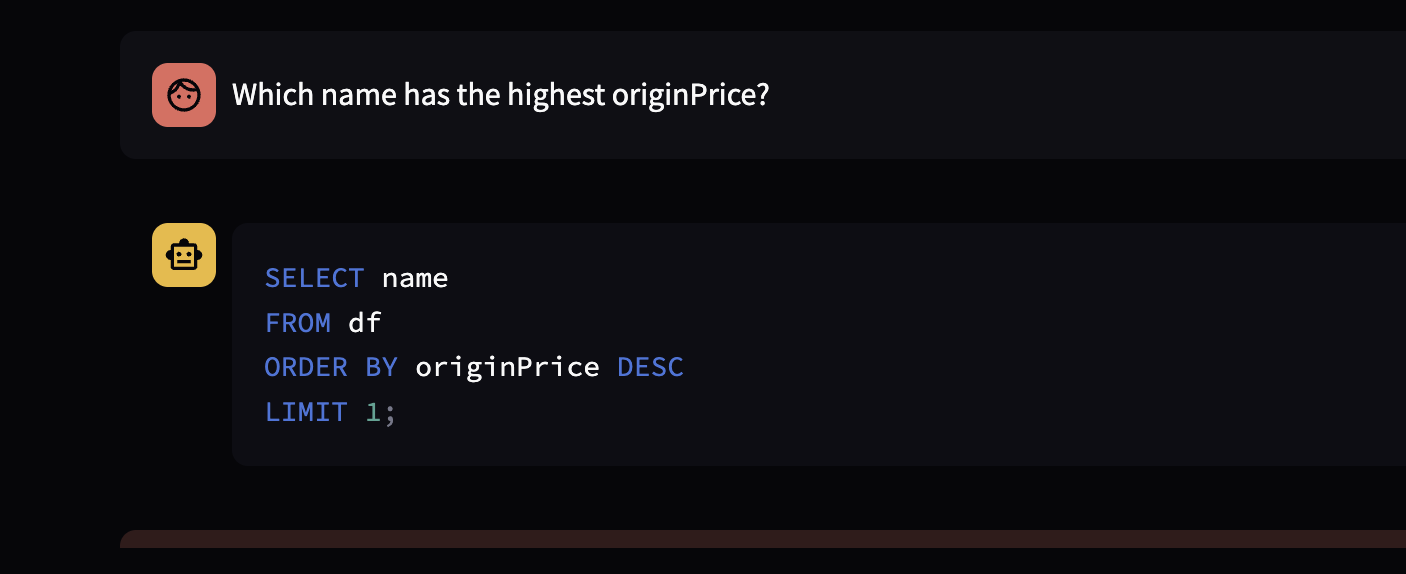 Which name has the highest originPrice?
SELECT name
FROM df
ORDER BY originPrice DESC
LIMIT 1;